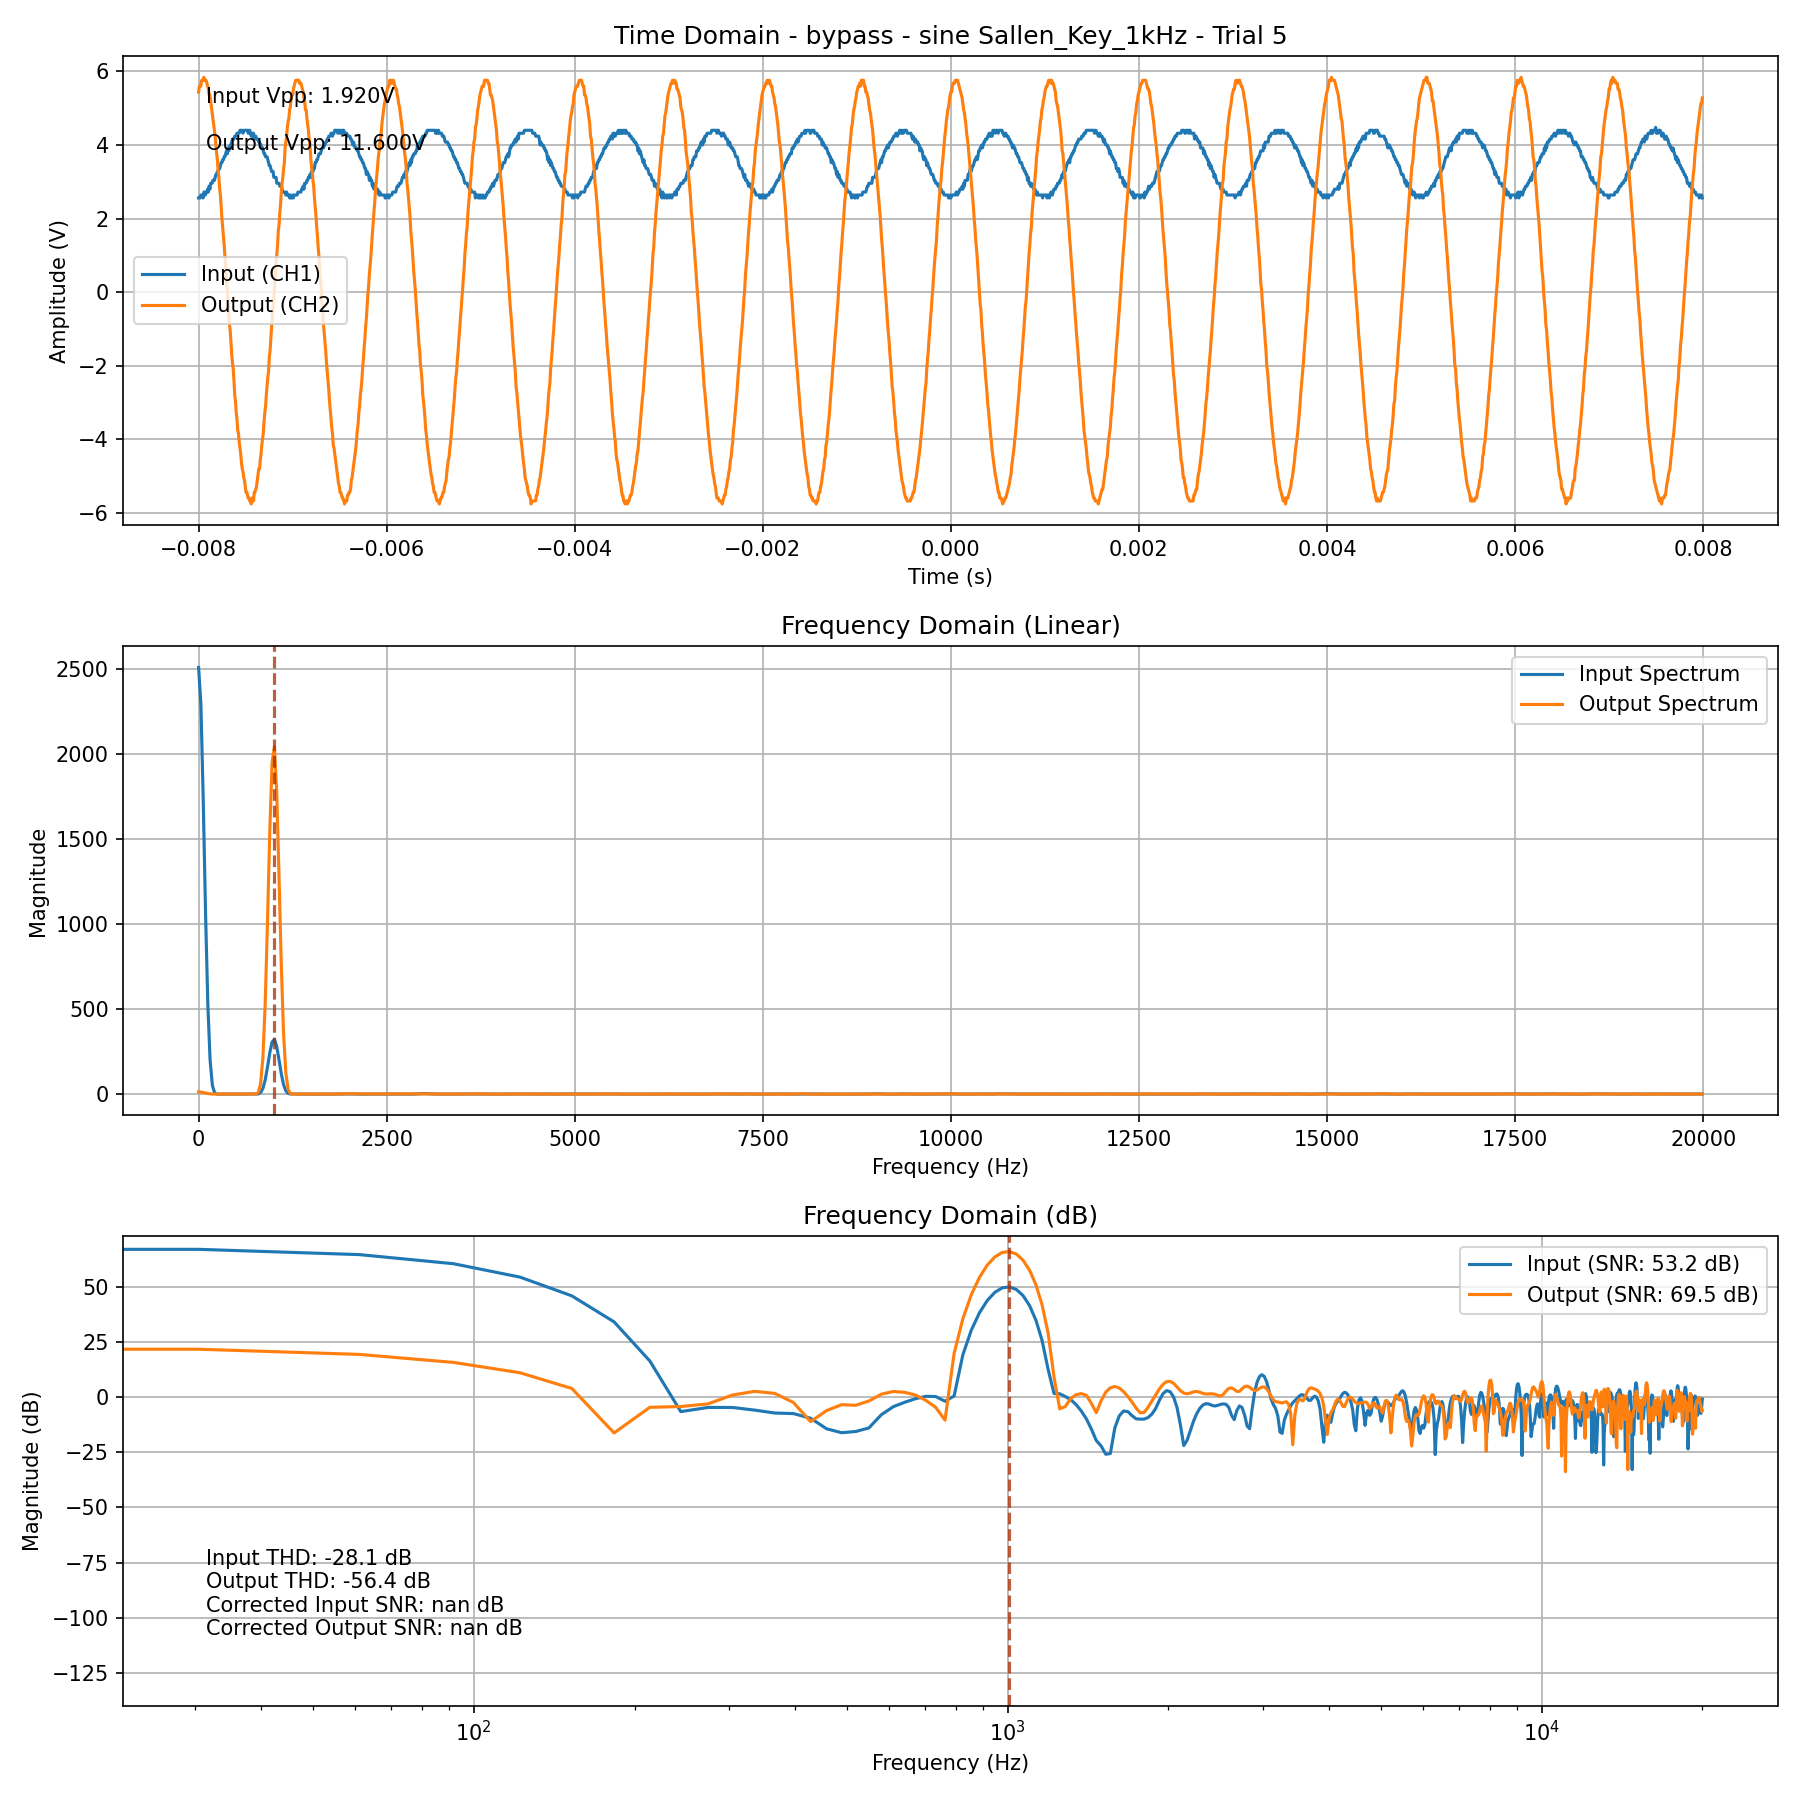 Time Domain - bypass - sine Sallen_Key_1kHz - Trial 5
Amplitude (V)
6
4
2
0
−2
−4
−6
Input Vpp: 1.920V
Output Vpp: 11.600V
Input (CH1)
Output (CH2)
−0.008 −0.006 −0.004 −0.002 0.000 0.002 0.004 0.006 0.008
Time (s)
Frequency Domain (Linear)
Magnitude
2500
2000
1500
1000
500
0
Input Spectrum
Output Spectrum
0 2500 5000 7500 10000 12500 15000 17500 20000
Frequency (Hz)
Frequency Domain (dB)
Magnitude (dB)
50
25
0
−25
−50
−75
−100
−125
Input (SNR: 53.2 dB)
Output (SNR: 69.5 dB)
Input THD: -28.1 dB
Output THD: -56.4 dB
Corrected Input SNR: nan dB
Corrected Output SNR: nan dB
10² 10³ 10⁴
Frequency (Hz)